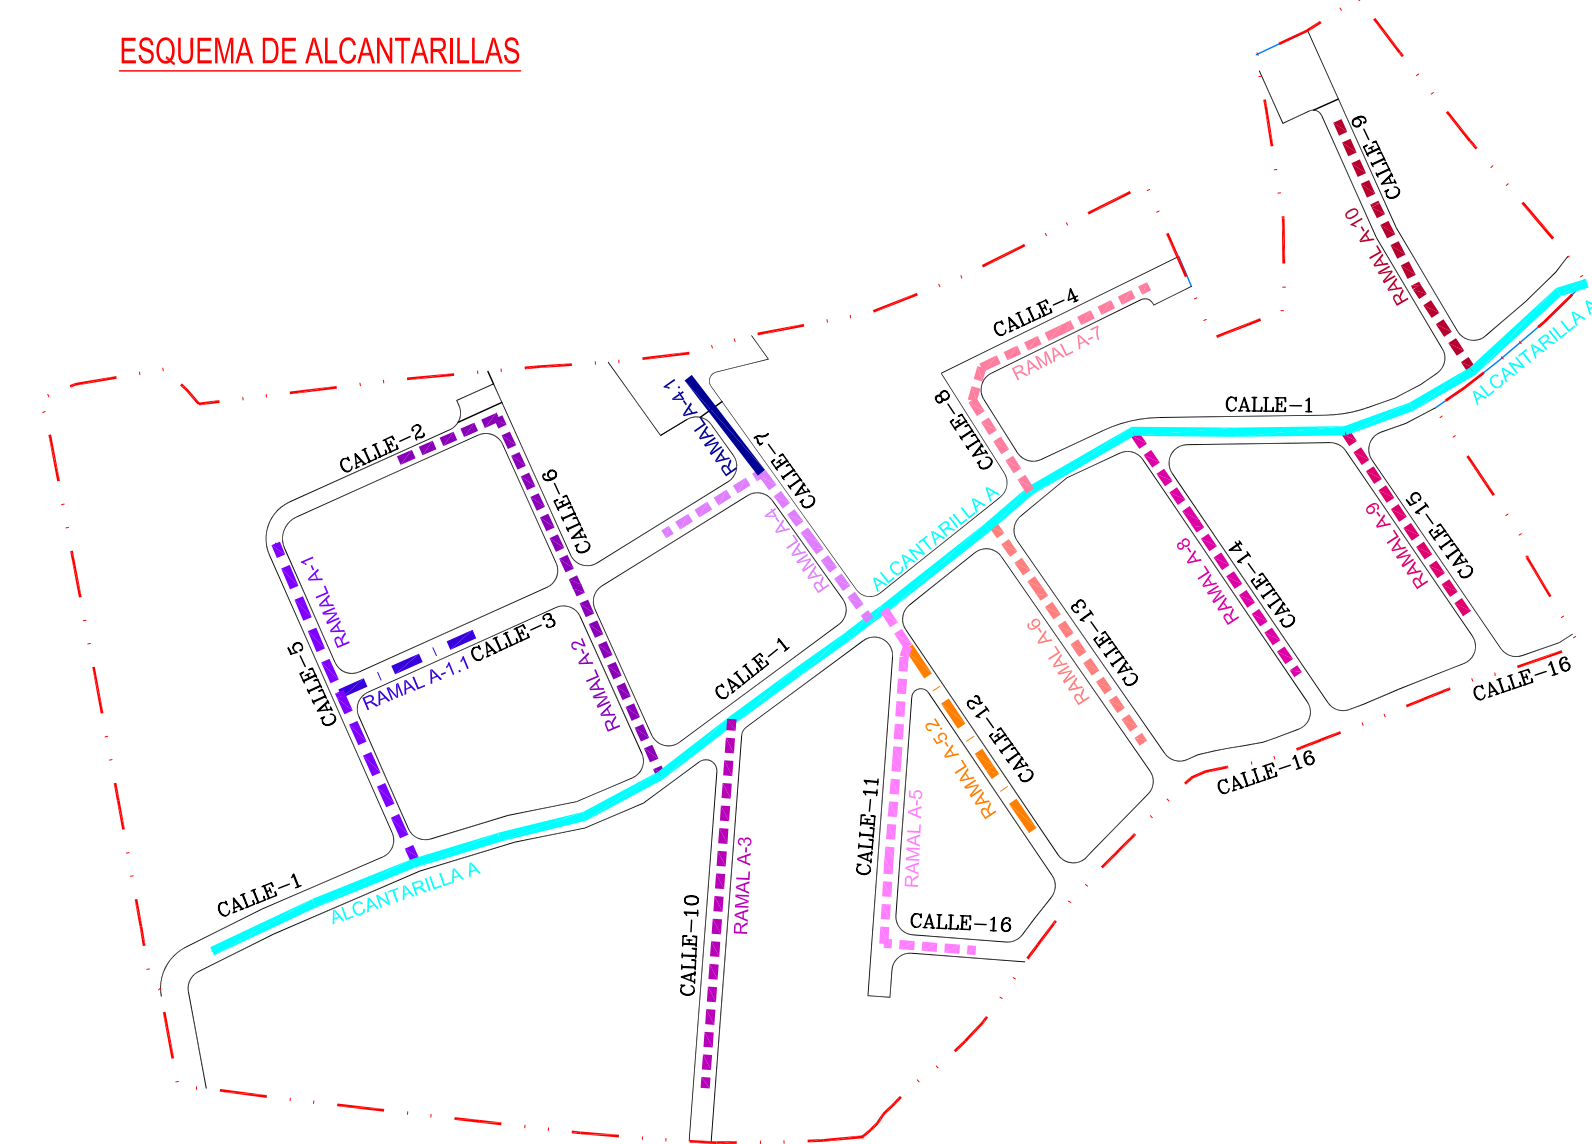 ESQUEMA DE ALCANTARILLAS
CALLE-9
RAMAL A-10
CALLE-4
RAMAL A-7
ALCANTARILLA A
CALLE-1
CALLE-8
RAMAL A-4.1
CALLE-7
CALLE-2
CALLE-6
RAMAL A-4
ALCANTARILLA A
CALLE-15
RAMAL A-9
CALLE-14
RAMAL A-8
RAMAL A-1
CALLE-3
CALLE-5
RAMAL A-1.1
RAMAL A-2
CALLE-1
CALLE-13
RAMAL A-6
CALLE-16
CALLE-12
RAMAL A-5.2
CALLE-16
CALLE-11
RAMAL A-5
RAMAL A-3
CALLE-1
ALCANTARILLA A
CALLE-10
CALLE-16